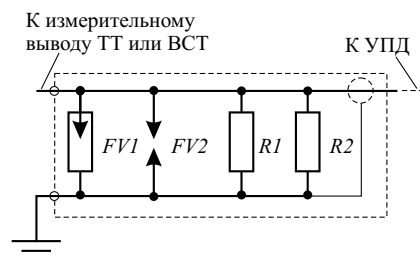 К измерительному
выводу ТТ или ВСТ
К УПД
FV1
FV2
R1
R2